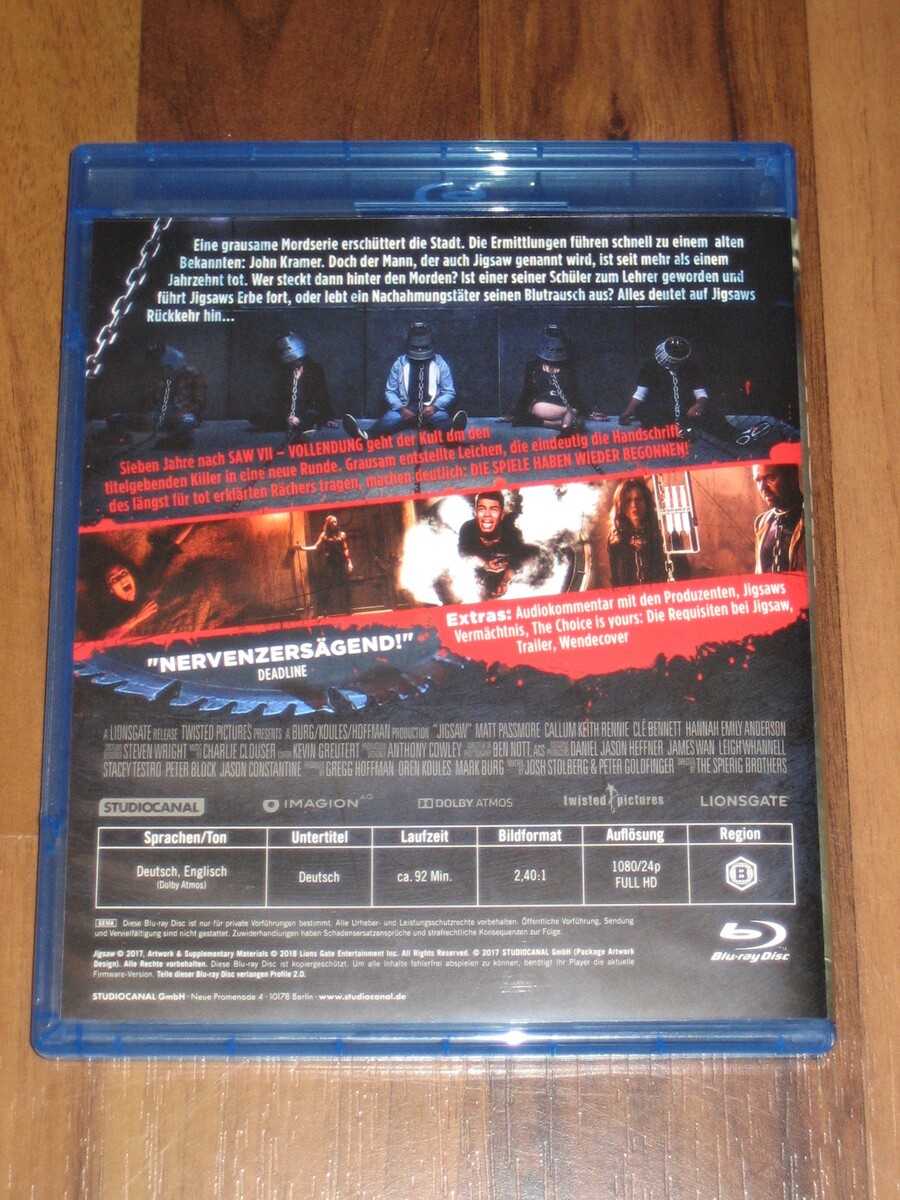 Eine grausame Mordserie erschüttert die Stadt. Die Ermittlungen führen schnell zu einem alten
Bekannten: John Kramer. Doch der Mann, der auch Jigsaw genannt wird, ist seit mehr als einem
Jahrzehnt tot. Wer steckt dann hinter den Morden? Ist einer seiner Schüler zum Lehrer geworden und
führt Jigsaws Erbe fort, oder lebt ein Nachahmungstäter seinen Blutrausch aus? Alles deutet auf Jigsaws
Rückkehr hin...
Sieben Jahre nach SAW VII – VOLLENDUNG geht der Kult um den
titelgebenden Killer in eine neue Runde. Grausam entstellte Leichen, die eindeutig die Handschrift
des längst für tot erklärten Rächers tragen, machen deutlich: DIE SPIELE HABEN WIEDER BEGONNEN!
Extras: Audiokommentar mit den Produzenten, Jigsaws
Vermächtnis, The Choice is yours: Die Requisiten bei Jigsaw,
Trailer, Wendecover
"NERVENZERSÄGEND!"
DEADLINE
A LIONSGATE RELEASE TWISTED PICTURES PRESENTS A BURG/KOULES/HOFFMAN PRODUCTION "JIGSAW" MATT PASSMORE CALLUM KEITH RENNIE CLÉ BENNETT HANNAH EMILY ANDERSON
STEVEN WRIGHT CHARLIE CLOUSER KEVIN GREUTERT ANTHONY COWLEY BEN NOTT, ACS DANIEL JASON HEFFNER JAMES WAN LEIGH WHANNELL
STACEY TESTRO PETER BLOCK JASON CONSTANTINE GREGG HOFFMAN OREN KOULES MARK BURG JOSH STOLBERG & PETER GOLDFINGER THE SPIERIG BROTHERS
STUDIOCANAL IMAGION AG DOLBY ATMOS twisted pictures LIONSGATE
Sprachen/Ton Untertitel Laufzeit Bildformat Auflösung Region
Deutsch, Englisch
(Dolby Atmos)
Deutsch
ca. 92 Min.
2,40:1
1080/24p
FULL HD
B
GEMA Diese Blu-ray Disc ist nur für private Vorführungen bestimmt. Alle Urheber- und Leistungsschutzrechte vorbehalten. Öffentliche Vorführung, Sendung
und Vervielfältigung sind nicht gestattet. Zuwiderhandlungen haben Schadensersatzansprüche und strafrechtliche Konsequenzen zur Folge.
Jigsaw © 2017, Artwork & Supplementary Materials © 2018 Lions Gate Entertainment Inc. All Rights Reserved. © 2017 STUDIOCANAL GmbH (Package Artwork
Design). Alle Rechte vorbehalten. Diese Blu-ray Disc ist kopiergeschützt. Um alle Inhalte fehlerfrei abspielen zu können, benötigt Ihr Player die aktuelle
Firmware-Version. Teile dieser Blu-ray Disc verlangen Profile 2.0.
Blu-ray Disc
STUDIOCANAL GmbH · Neue Promenade 4 · 10178 Berlin · www.studiocanal.de